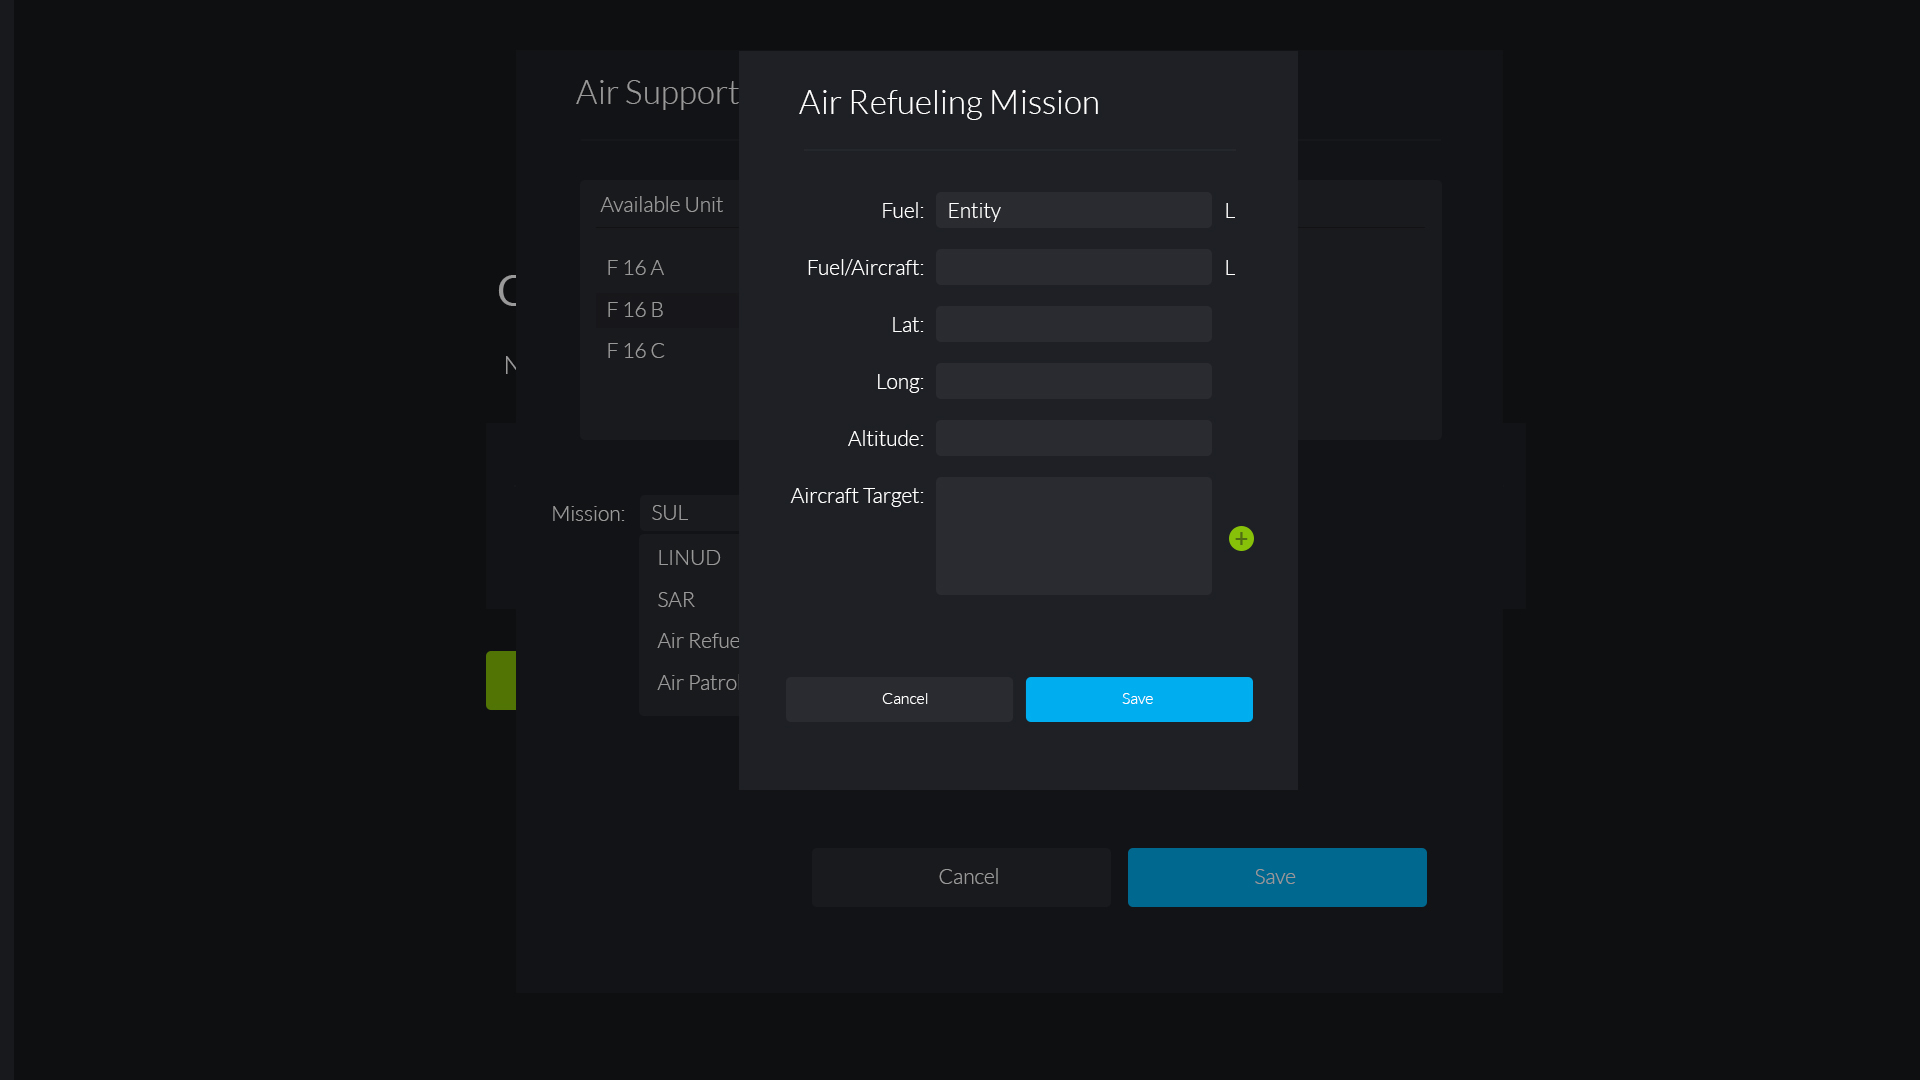 Air Support
Available Unit
F 16 A
F 16 B
F 16 C
Mission: SUL
LINUD
SAR
Air Refue
Air Patrol
Cancel
Save
Air Refueling Mission
Fuel: Entity L
Fuel/Aircraft: L
Lat:
Long:
Altitude:
Aircraft Target:
+
Cancel
Save